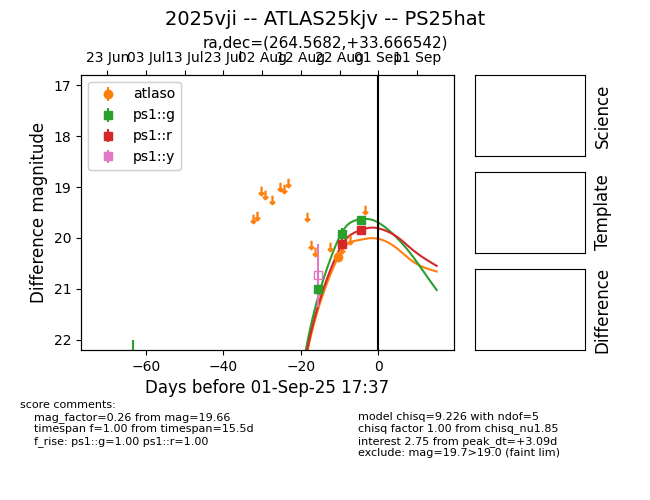 2025vji -- ATLAS25kjv -- PS25hat
ra,dec=(264.5682,+33.666542)
23 Jun 03 Jul 13 Jul 23 Jul 02 Aug 12 Aug 22 Aug 01 Sep 11 Sep
atlaso
ps1::g
ps1::r
ps1::y
17
18
19
20
21
22
Difference magnitude
−60 −40 −20 0
Days before 01-Sep-25 17:37
Science
Template
Difference
score comments:
mag_factor=0.26 from mag=19.66
timespan f=1.00 from timespan=15.5d
f_rise: ps1::g=1.00 ps1::r=1.00
model chisq=9.226 with ndof=5
chisq factor 1.00 from chisq_nu1.85
interest 2.75 from peak_dt=+3.09d
exclude: mag=19.7>19.0 (faint lim)